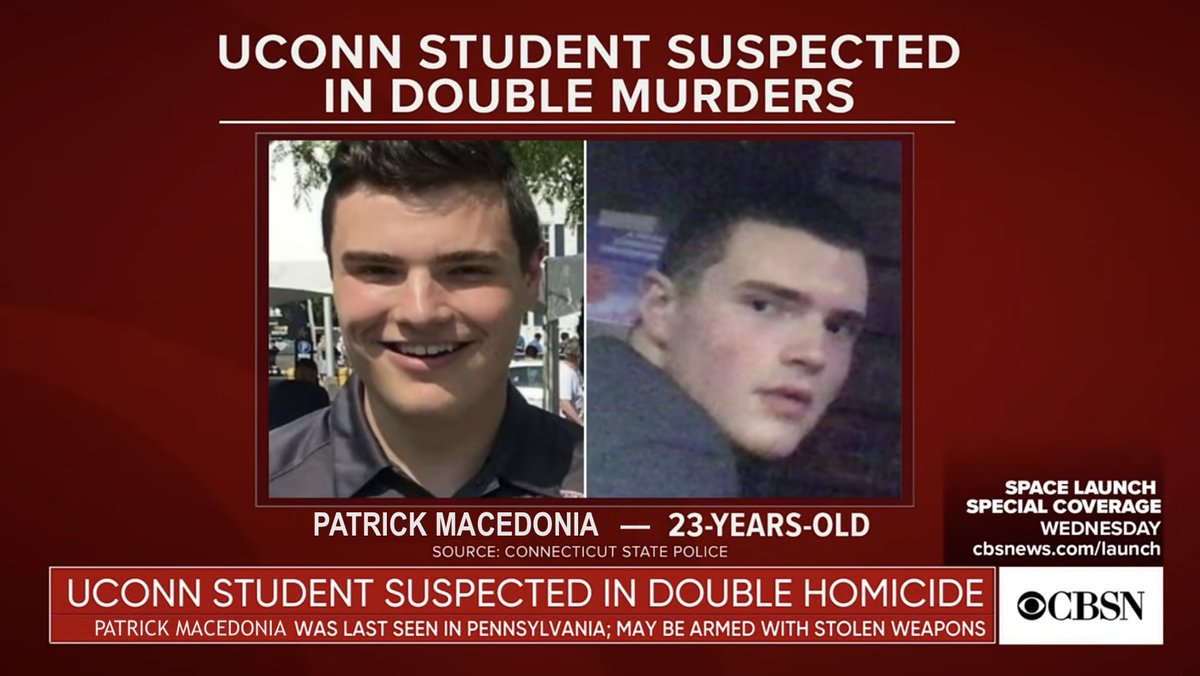 UCONN STUDENT SUSPECTED
IN DOUBLE MURDERS
PATRICK MACEDONIA — 23-YEARS-OLD
SOURCE: CONNECTICUT STATE POLICE
SPACE LAUNCH
SPECIAL COVERAGE
WEDNESDAY
cbsnews.com/launch
UCONN STUDENT SUSPECTED IN DOUBLE HOMICIDE
PATRICK MACEDONIA WAS LAST SEEN IN PENNSYLVANIA; MAY BE ARMED WITH STOLEN WEAPONS
CBSN